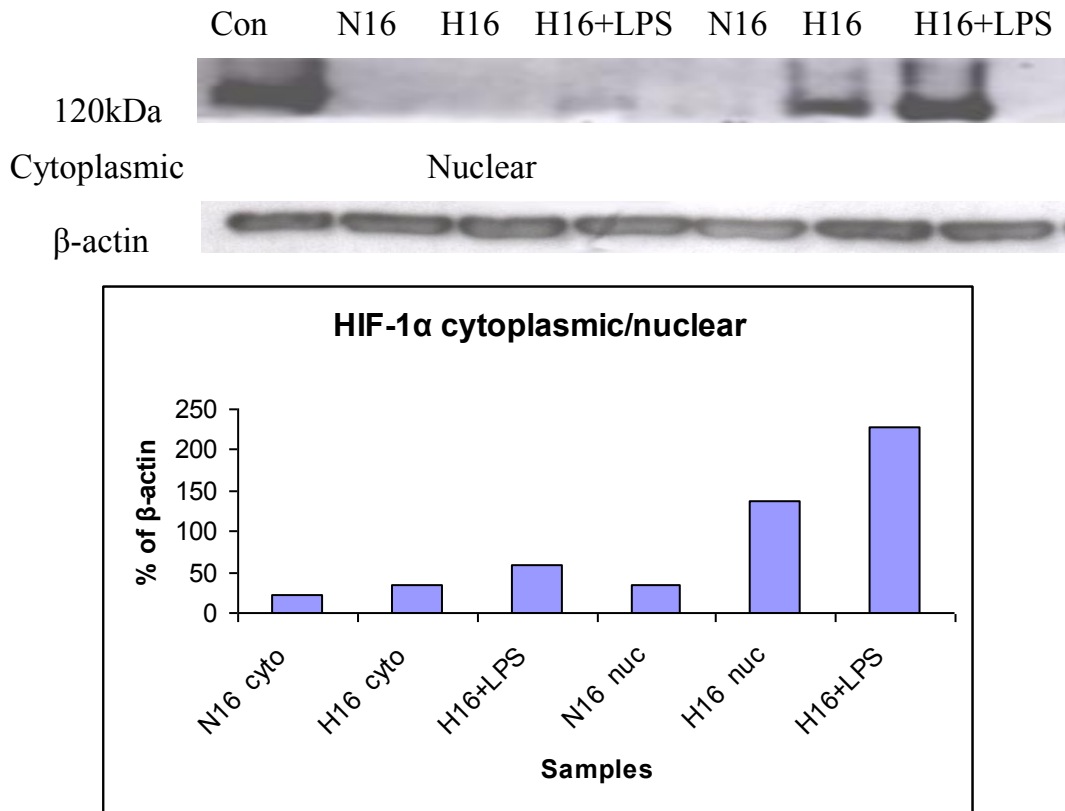 Con N16 H16 H16+LPS N16 H16 H16+LPS
120kDa
Cytoplasmic Nuclear
β-actin
HIF-1α cytoplasmic/nuclear
% of β-actin
250
200
150
100
50
0
N16 cyto
H16 cyto
H16+LPS
N16 nuc
H16 nuc
H16+LPS
Samples